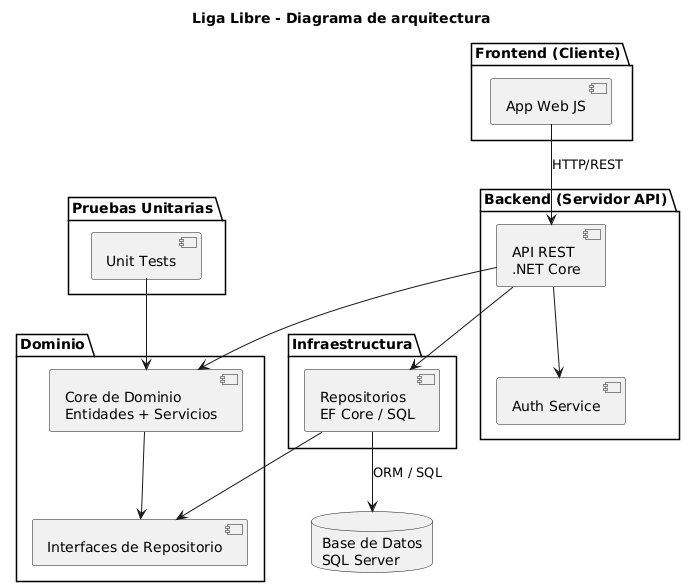 Liga Libre - Diagrama de arquitectura
Frontend (Cliente)
App Web JS
HTTP/REST
Pruebas Unitarias
Unit Tests
Backend (Servidor API)
API REST
.NET Core
Auth Service
Dominio
Core de Dominio
Entidades + Servicios
Interfaces de Repositorio
Infraestructura
Repositorios
EF Core / SQL
ORM / SQL
Base de Datos
SQL Server